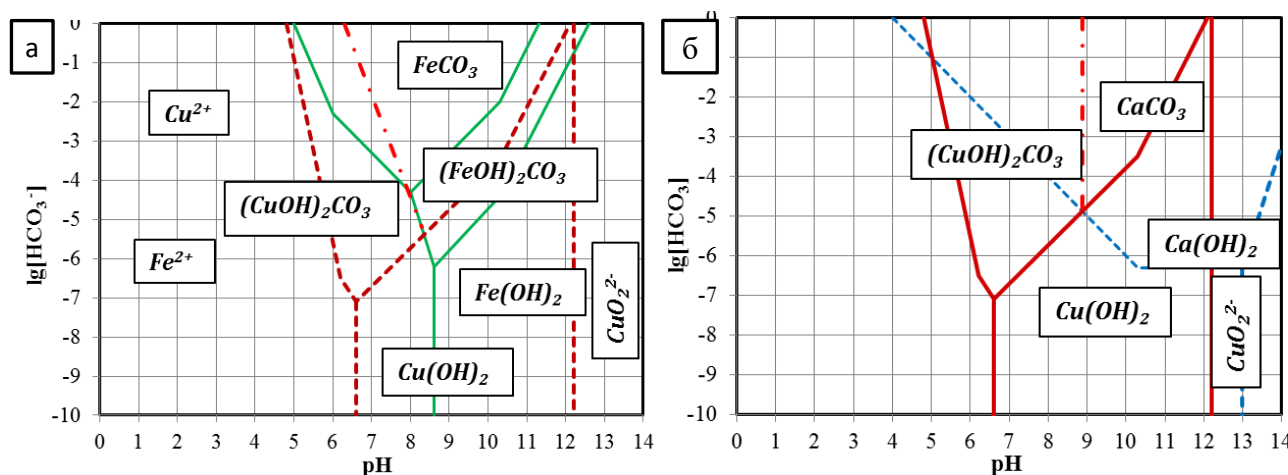 а
lg[HCO₃⁻]
0
-1
-2
-3
-4
-5
-6
-7
-8
-9
-10
FeCO₃
Cu²⁺
(FeOH)₂CO₃
(CuOH)₂CO₃
Fe²⁺
Fe(OH)₂
CuO₂²⁻
Cu(OH)₂
0 1 2 3 4 5 6 7 8 9 10 11 12 13 14
pH
б
lg[HCO₃]
0
-1
-2
-3
-4
-5
-6
-7
-8
-9
-10
CaCO₃
(CuOH)₂CO₃
Ca(OH)₂
Cu(OH)₂
CuO₂²⁻
0 1 2 3 4 5 6 7 8 9 10 11 12 13 14
pH